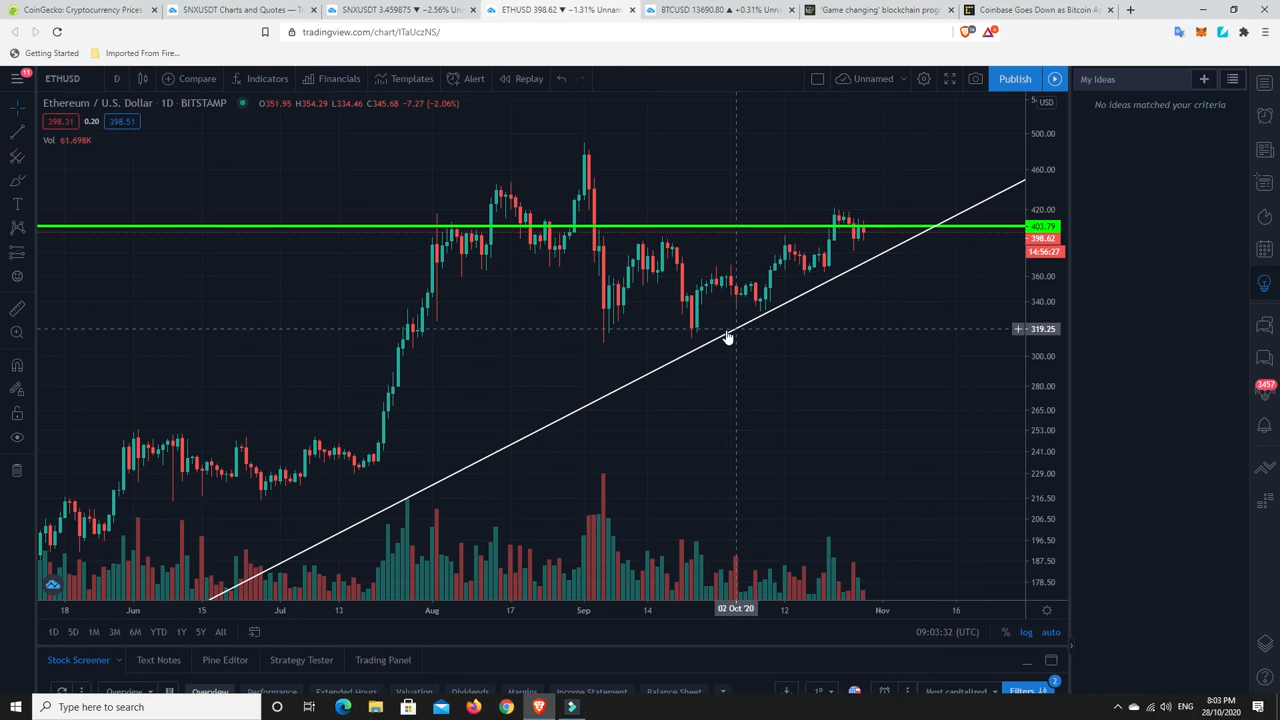 CoinGecko: Cryptocurrency Prices
SNXUSDT Charts and Quotes — T
SNXUSDT 3.459875 ▼ −2.56% Unn
ETHUSD 398.62 ▼ −1.31% Unnam
BTCUSD 13690.80 ▲ +0.31% Unn
'Game changing' blockchain prog
Coinbase Goes Down as Bitcoin A
tradingview.com/chart/ITaUczNS/
Getting Started
Imported From Fire...
11
ETHUSD
D
Compare
Indicators
Financials
Templates
Alert
Replay
Unnamed
Publish
My Ideas
Ethereum / U.S. Dollar · 1D · BITSTAMP
O351.95 H354.29 L334.46 C345.68 −7.27 (−2.06%)
USD
No ideas matched your criteria
398.31 0.20 398.51
Vol 61.698K
500.00
460.00
420.00
403.79
398.62
14:56:27
360.00
340.00
319.25
300.00
280.00
265.00
253.00
241.00
229.00
216.50
206.50
196.50
187.50
178.50
3457
18 Jun 15 Jul 13 Aug 17 Sep 14 02 Oct '20 12 Nov 16
1D 5D 1M 3M 6M YTD 1Y 5Y All
09:03:32 (UTC) % log auto
Stock Screener
Text Notes
Pine Editor
Strategy Tester
Trading Panel
Overview
Overview
Performance
Extended Hours
Valuation
Dividends
Margins
Income Statement
Balance Sheet
Most capitalized
Filters
2
Type here to search
ENG
8:03 PM
28/10/2020